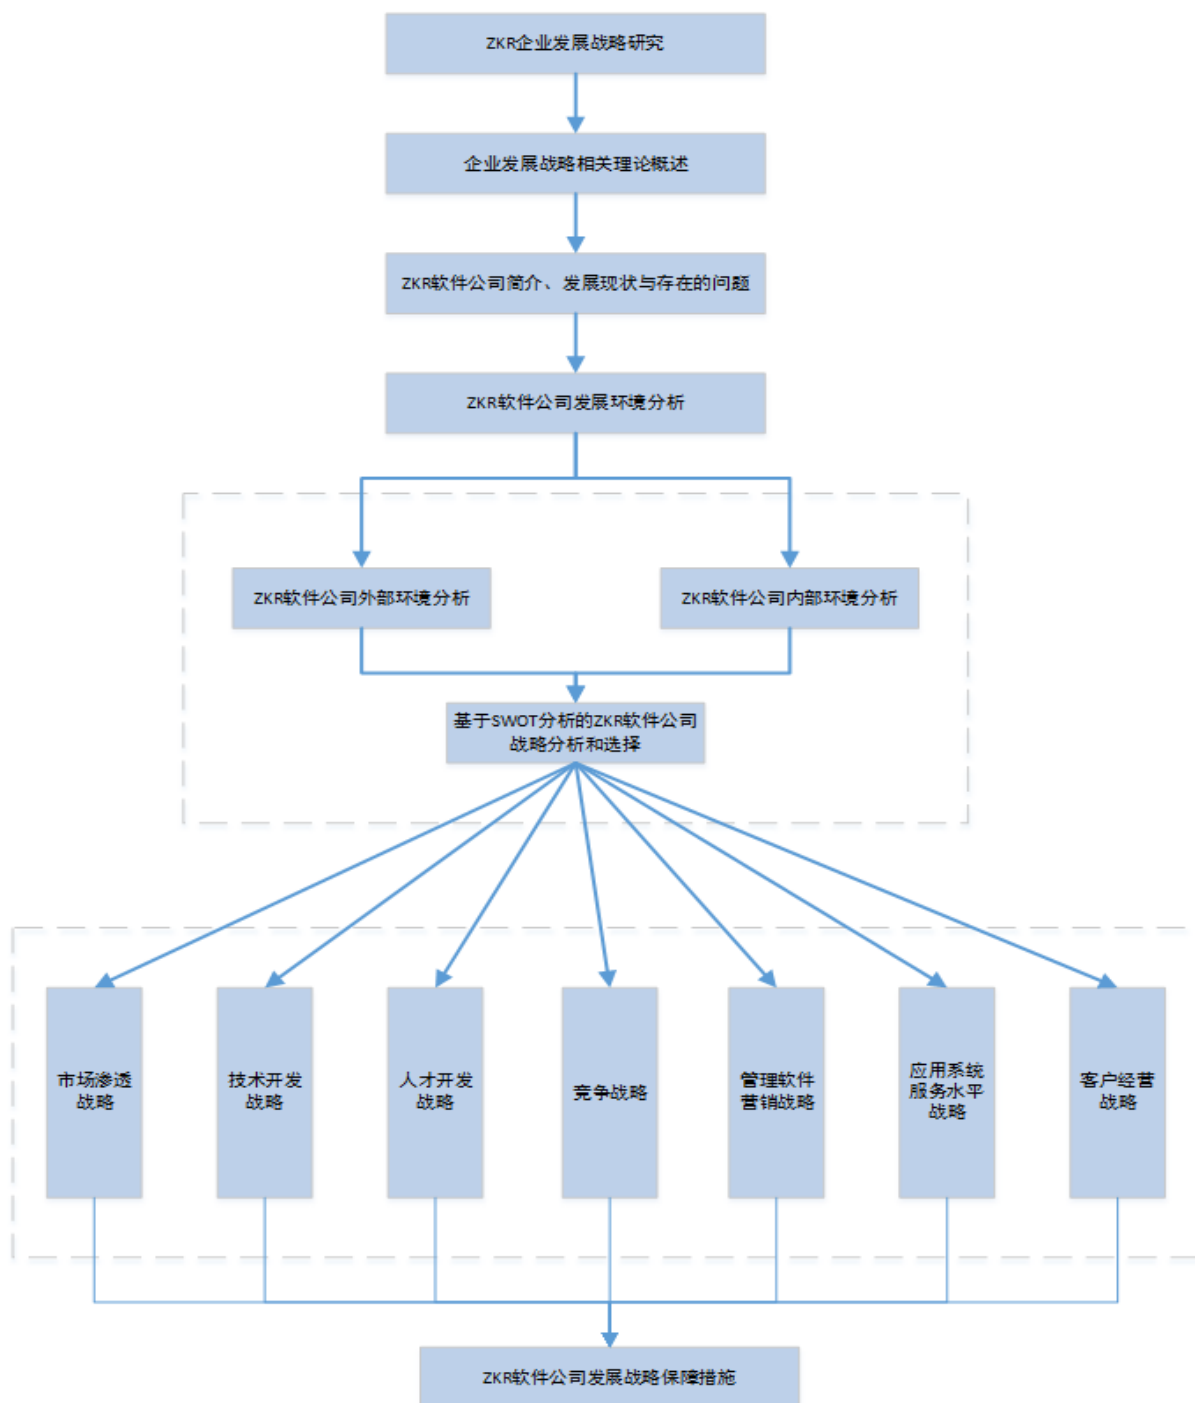 ZKR企业发展战略研究
企业发展战略相关理论概述
ZKR软件公司简介、发展现状与存在的问题
ZKR软件公司发展环境分析
ZKR软件公司外部环境分析
ZKR软件公司内部环境分析
基于SWOT分析的ZKR软件公司
战略分析和选择
市场渗透
战略
技术开发
战略
人才开发
战略
竞争战略
管理软件
营销战略
应用系统
服务水平
战略
客户经营
战略
ZKR软件公司发展战略保障措施